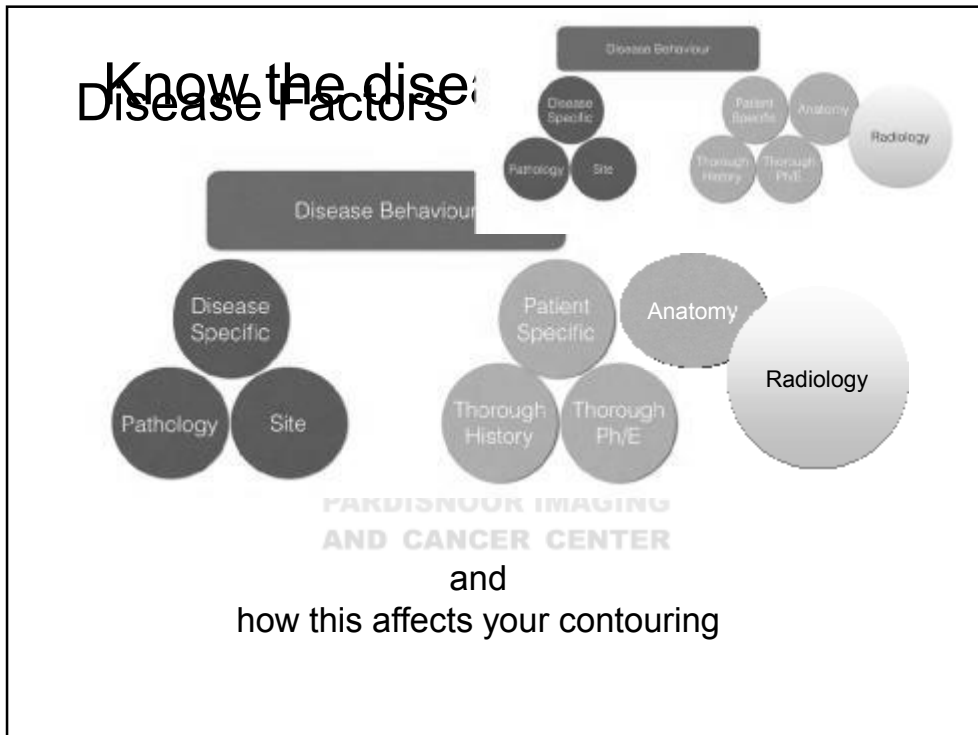 Know the disea
Disease Factors
Disease Behaviour
Disease
Specific
Pathology
Site
Patient
Specific
Anatomy
Thorough
History
Thorough
Ph/E
Radiology
Disease Behaviour
Disease
Specific
Pathology
Site
Patient
Specific
Anatomy
Thorough
History
Thorough
Ph/E
Radiology
PARDISNOUR IMAGING
AND CANCER CENTER
and
how this affects your contouring